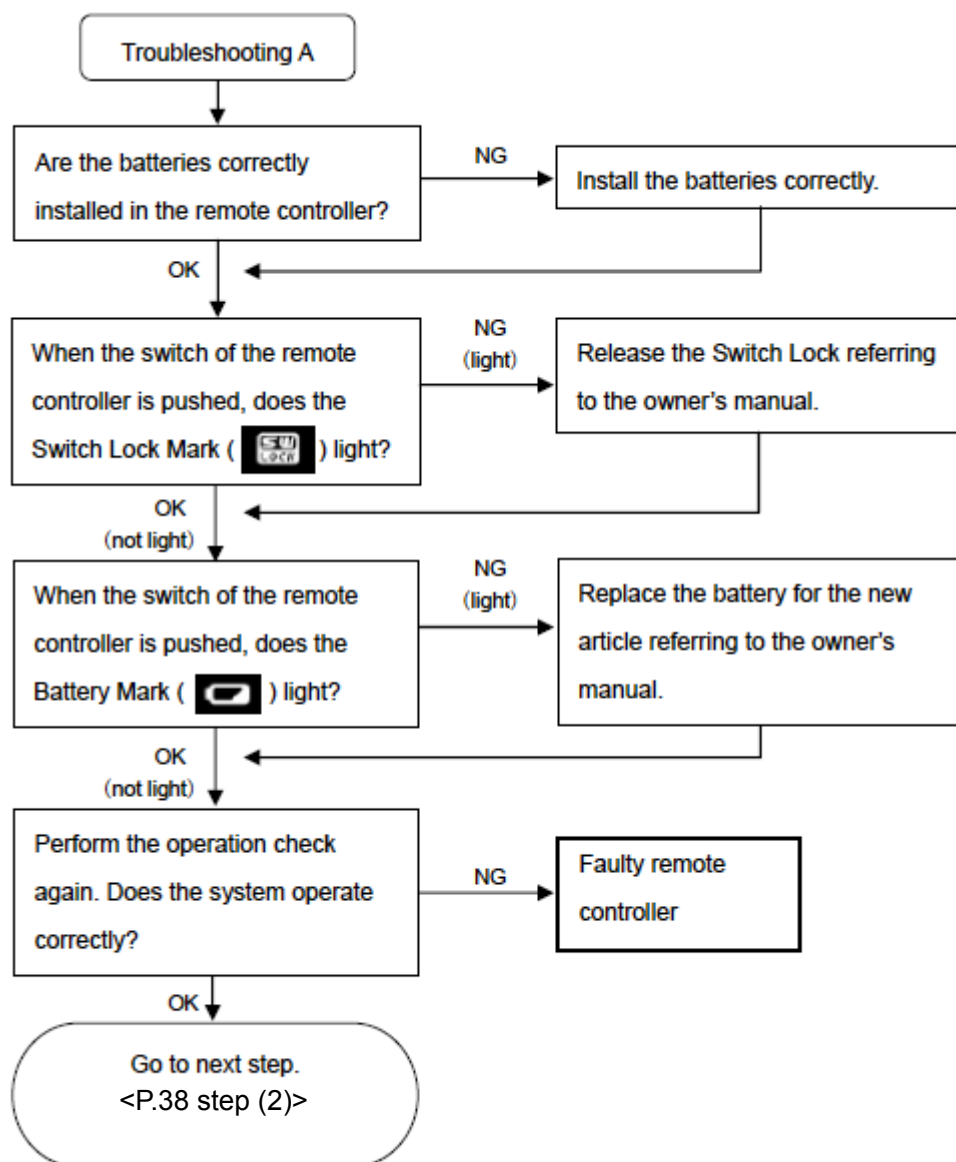 Troubleshooting A
Are the batteries correctly
installed in the remote controller?
NG
Install the batteries correctly.
OK
When the switch of the remote
controller is pushed, does the
Switch Lock Mark ( SW LOCK ) light?
NG
(light)
Release the Switch Lock referring
to the owner's manual.
OK
(not light)
When the switch of the remote
controller is pushed, does the
Battery Mark ( ) light?
NG
(light)
Replace the battery for the new
article referring to the owner's
manual.
OK
(not light)
Perform the operation check
again. Does the system operate
correctly?
NG
Faulty remote
controller
OK
Go to next step.
<P.38 step (2)>